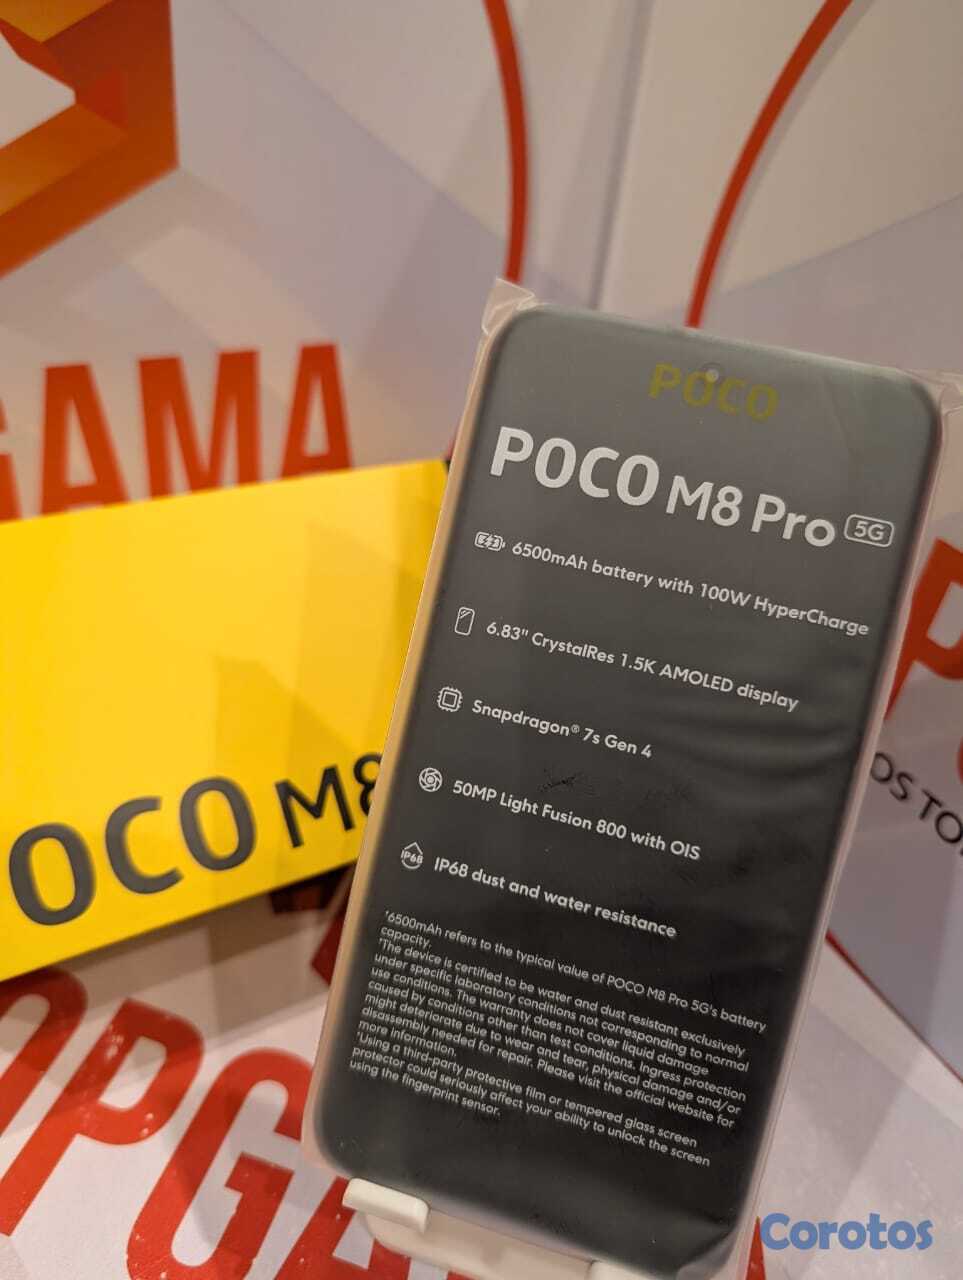 GAMA
POCO
POCO M8 Pro 5G
6500mAh battery with 100W HyperCharge
6.83" CrystalRes 1.5K AMOLED display
Snapdragon® 7s Gen 4
50MP Light Fusion 800 with OIS
IP68
IP68 dust and water resistance
*6500mAh refers to the typical value of POCO M8 Pro 5G's battery
capacity.
*The device is certified to be water and dust resistant exclusively
under specific laboratory conditions not corresponding to normal
use conditions. The warranty does not cover liquid damage
caused by conditions other than test conditions. Ingress protection
might deteriorate due to wear and tear, physical damage and/or
disassembly needed for repair. Please visit the official website for
more information.
*Using a third-party protective film or tempered glass screen
protector could seriously affect your ability to unlock the screen
using the fingerprint sensor.
OCO M8
OPGA
P
OS TO
Corotos